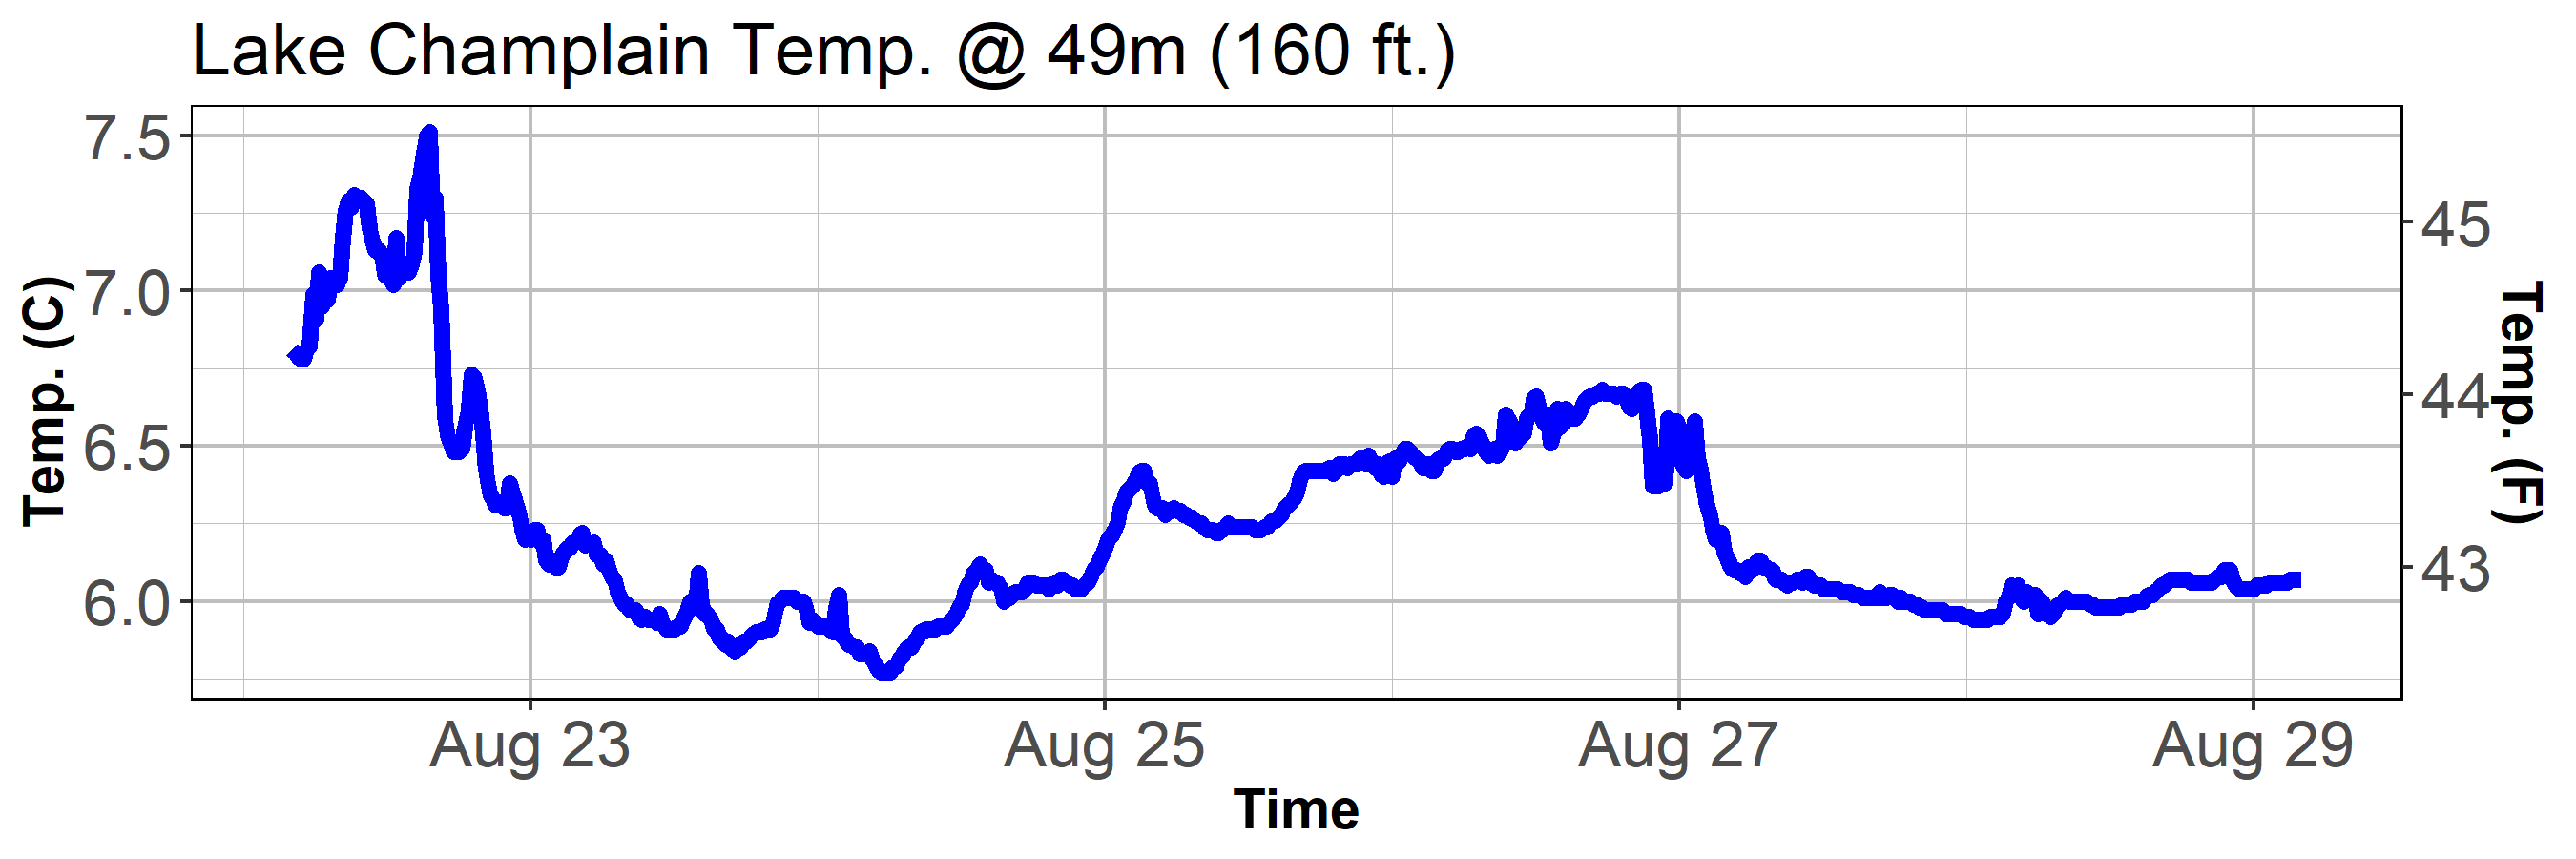 Lake Champlain Temp. @ 49m (160 ft.)
Temp. (C)
7.5
7.0
6.5
6.0
45
44
43
Temp. (F)
Aug 23
Aug 25
Aug 27
Aug 29
Time